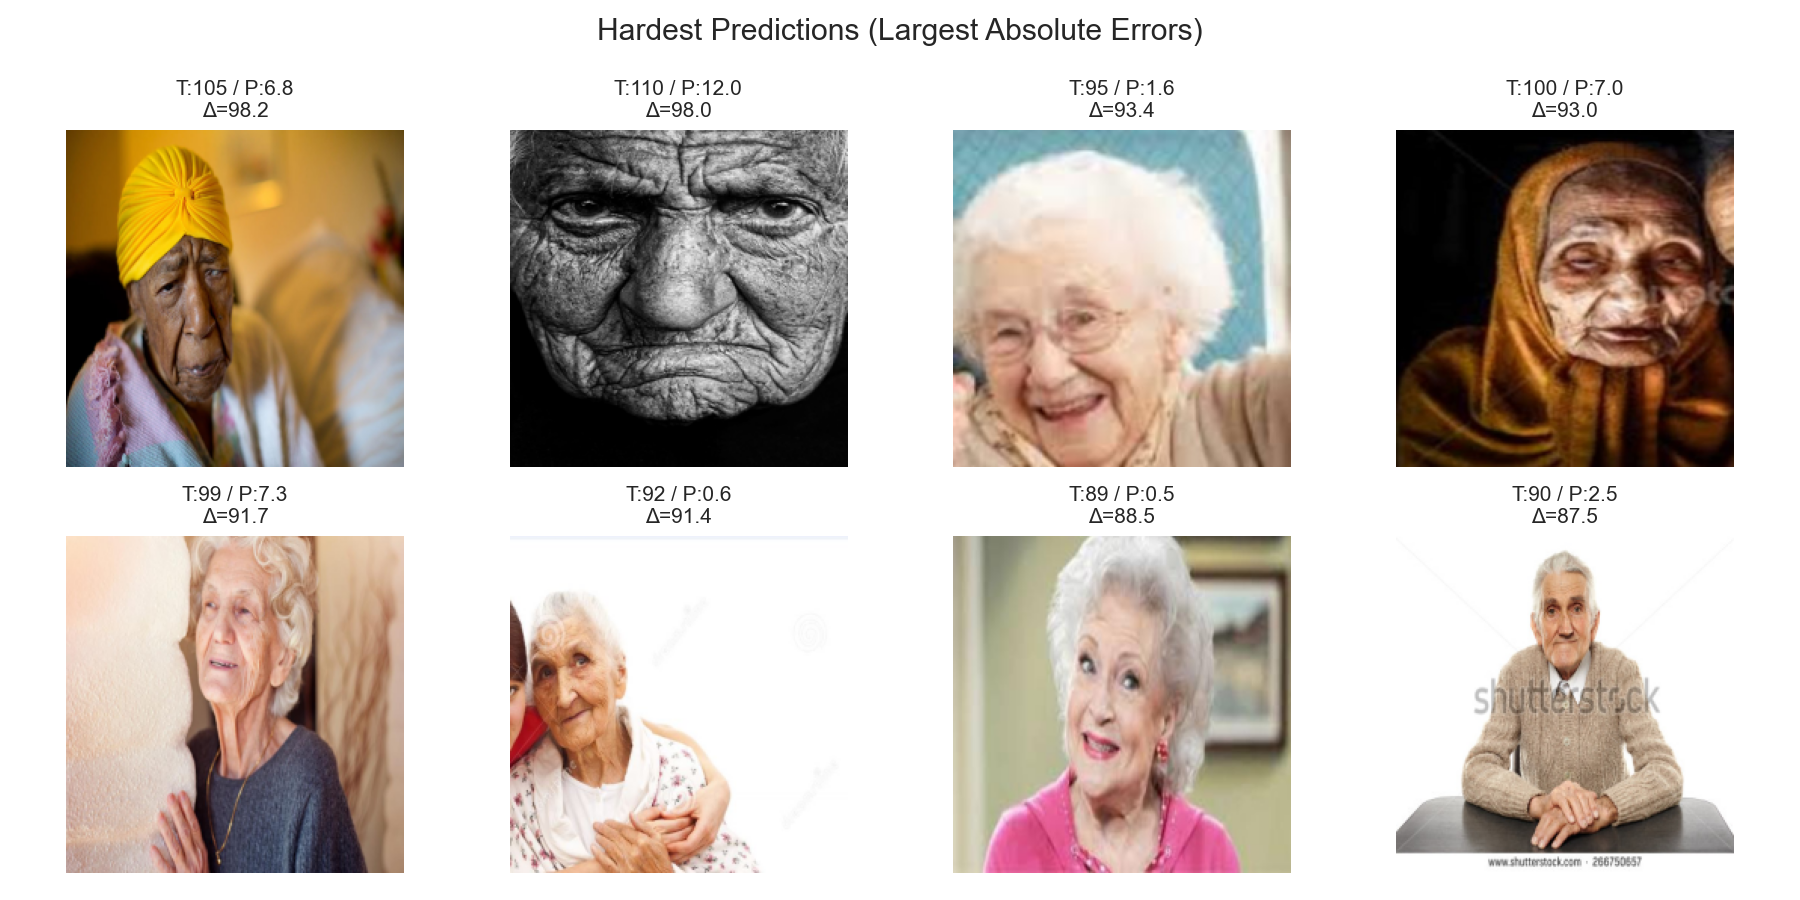 Hardest Predictions (Largest Absolute Errors)
T:105 / P:6.8
Δ=98.2
T:110 / P:12.0
Δ=98.0
T:95 / P:1.6
Δ=93.4
T:100 / P:7.0
Δ=93.0
T:99 / P:7.3
Δ=91.7
T:92 / P:0.6
Δ=91.4
T:89 / P:0.5
Δ=88.5
T:90 / P:2.5
Δ=87.5
shutterstock
www.shutterstock.com · 266750657